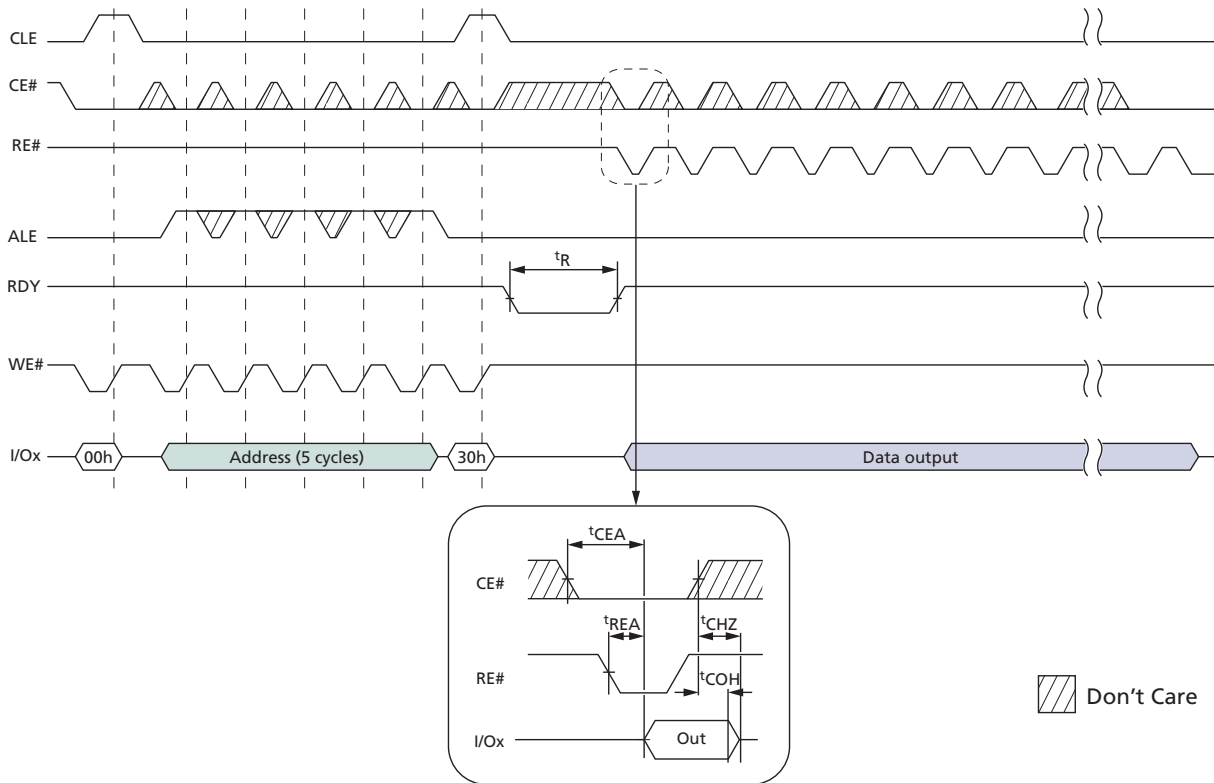 CLE
CE#
RE#
ALE
tR
RDY
WE#
I/Ox
00h
Address (5 cycles)
30h
Data output
tCEA
CE#
tREA
tCHZ
RE#
tCOH
I/Ox
Out
Don't Care